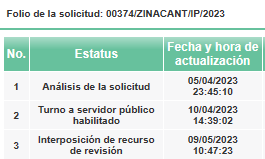 Folio de la solicitud: 00374/ZINACANT/IP/2023
No. Estatus Fecha y hora de actualización
1 Análisis de la solicitud 05/04/2023 23:45:10
2 Turno a servidor público habilitado 10/04/2023 14:39:02
3 Interposición de recurso de revisión 09/05/2023 10:47:23